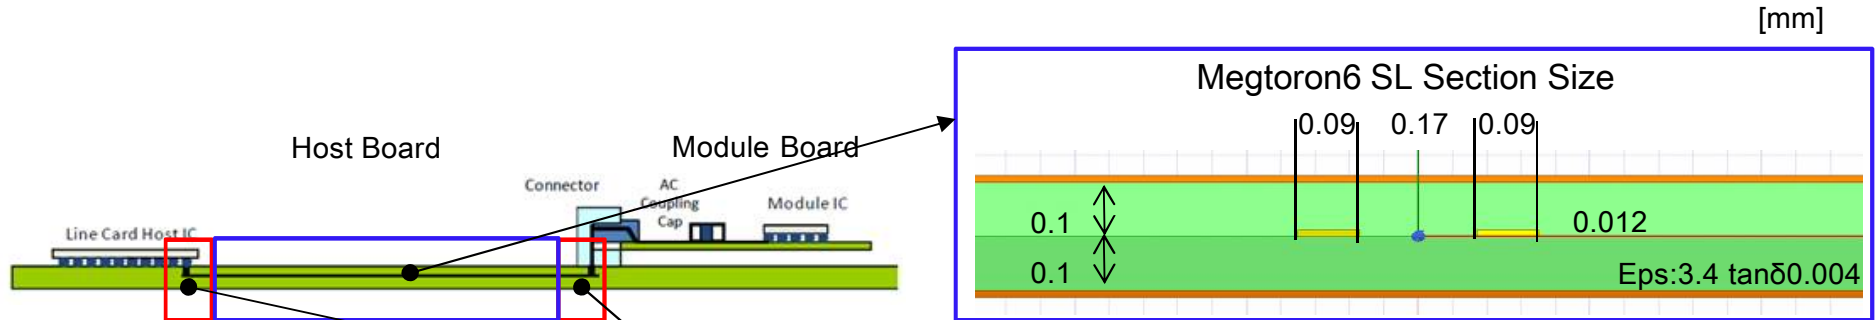 [mm]
Megtoron6 SL Section Size
0.09 0.17 0.09
Host Board
Module Board
Connector
AC
Coupling
Cap
Module IC
Line Card Host IC
0.1
0.012
0.1
Eps:3.4 tanδ0.004